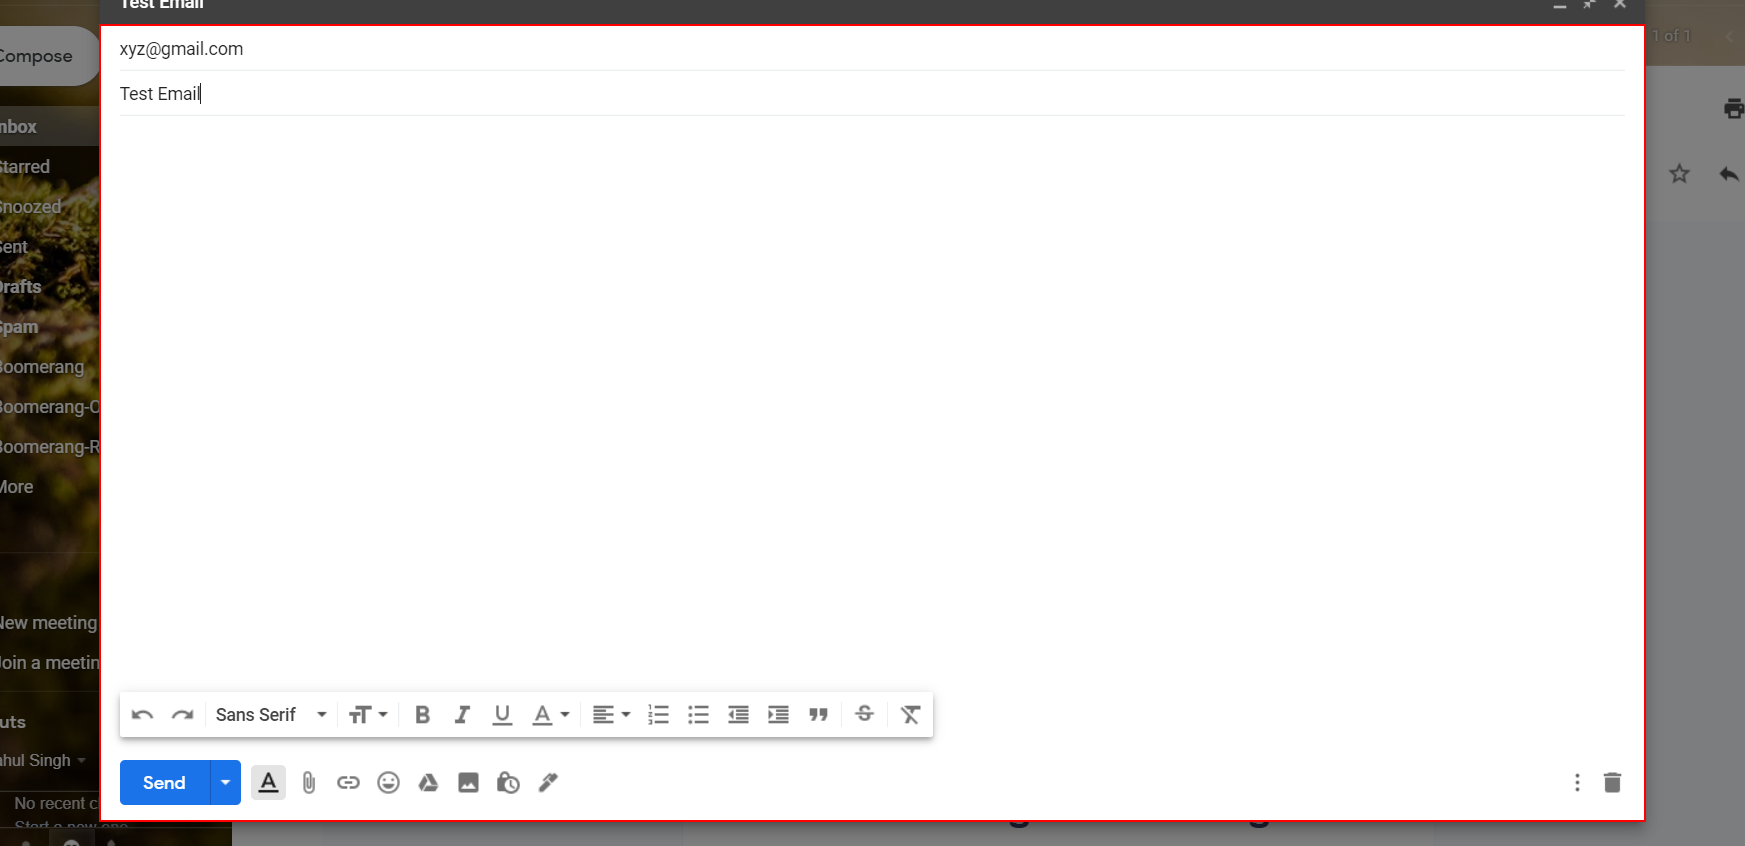 Test Email
xyz@gmail.com
Test Email
1 of 1
Compose
nbox
Starred
Snoozed
Sent
Drafts
Spam
Boomerang
Boomerang-O
Boomerang-R
More
New meeting
Join a meetin
uts
ahul Singh
No recent c
Start a new one
Sans Serif
Send